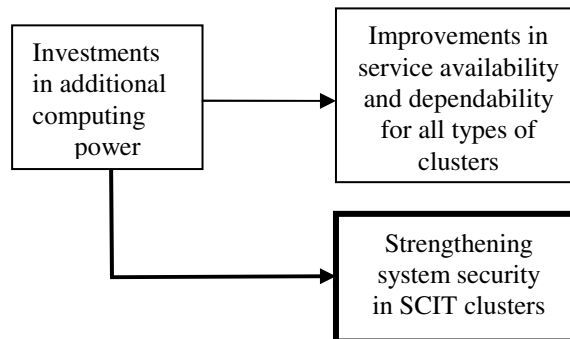 Investments
in additional
computing
power
Improvements in
service availability
and dependability
for all types of
clusters
Strengthening
system security
in SCIT clusters